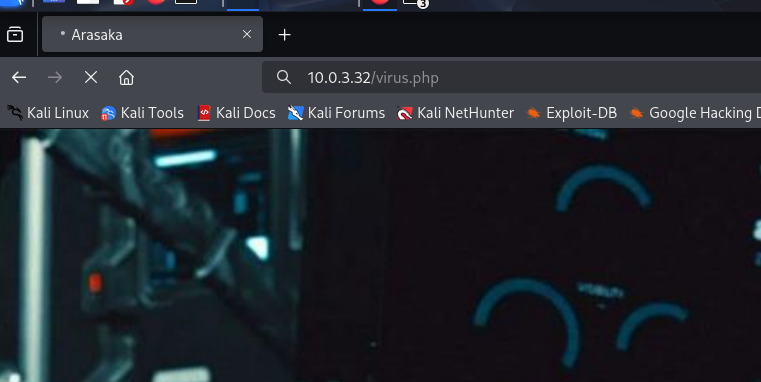 3
Arasaka
10.0.3.32/virus.php
Kali Linux Kali Tools Kali Docs Kali Forums Kali NetHunter Exploit-DB Google Hacking D